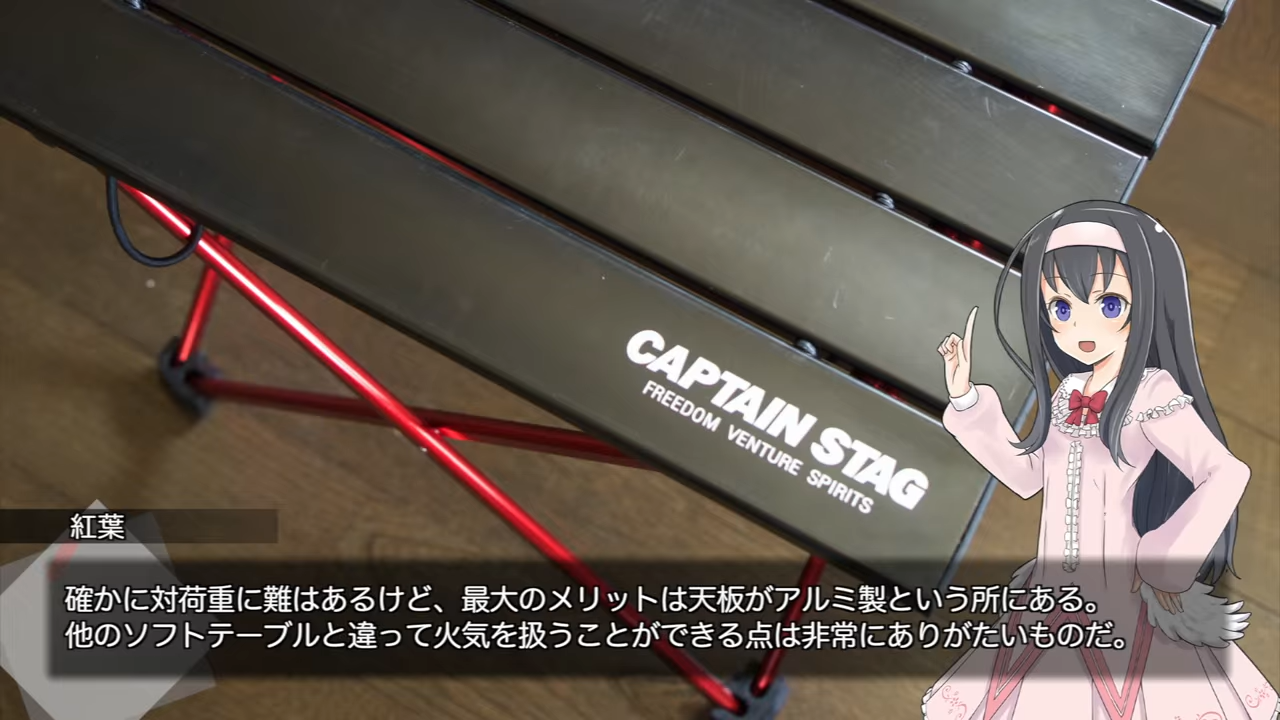 CAPTAIN STAG
FREEDOM VENTURE SPIRITS
紅葉
確かに対荷重に難はあるけど、最大のメリットは天板がアルミ製という所にある。
他のソフトテーブルと違って火気を扱うことができる点は非常にありがたいものだ。